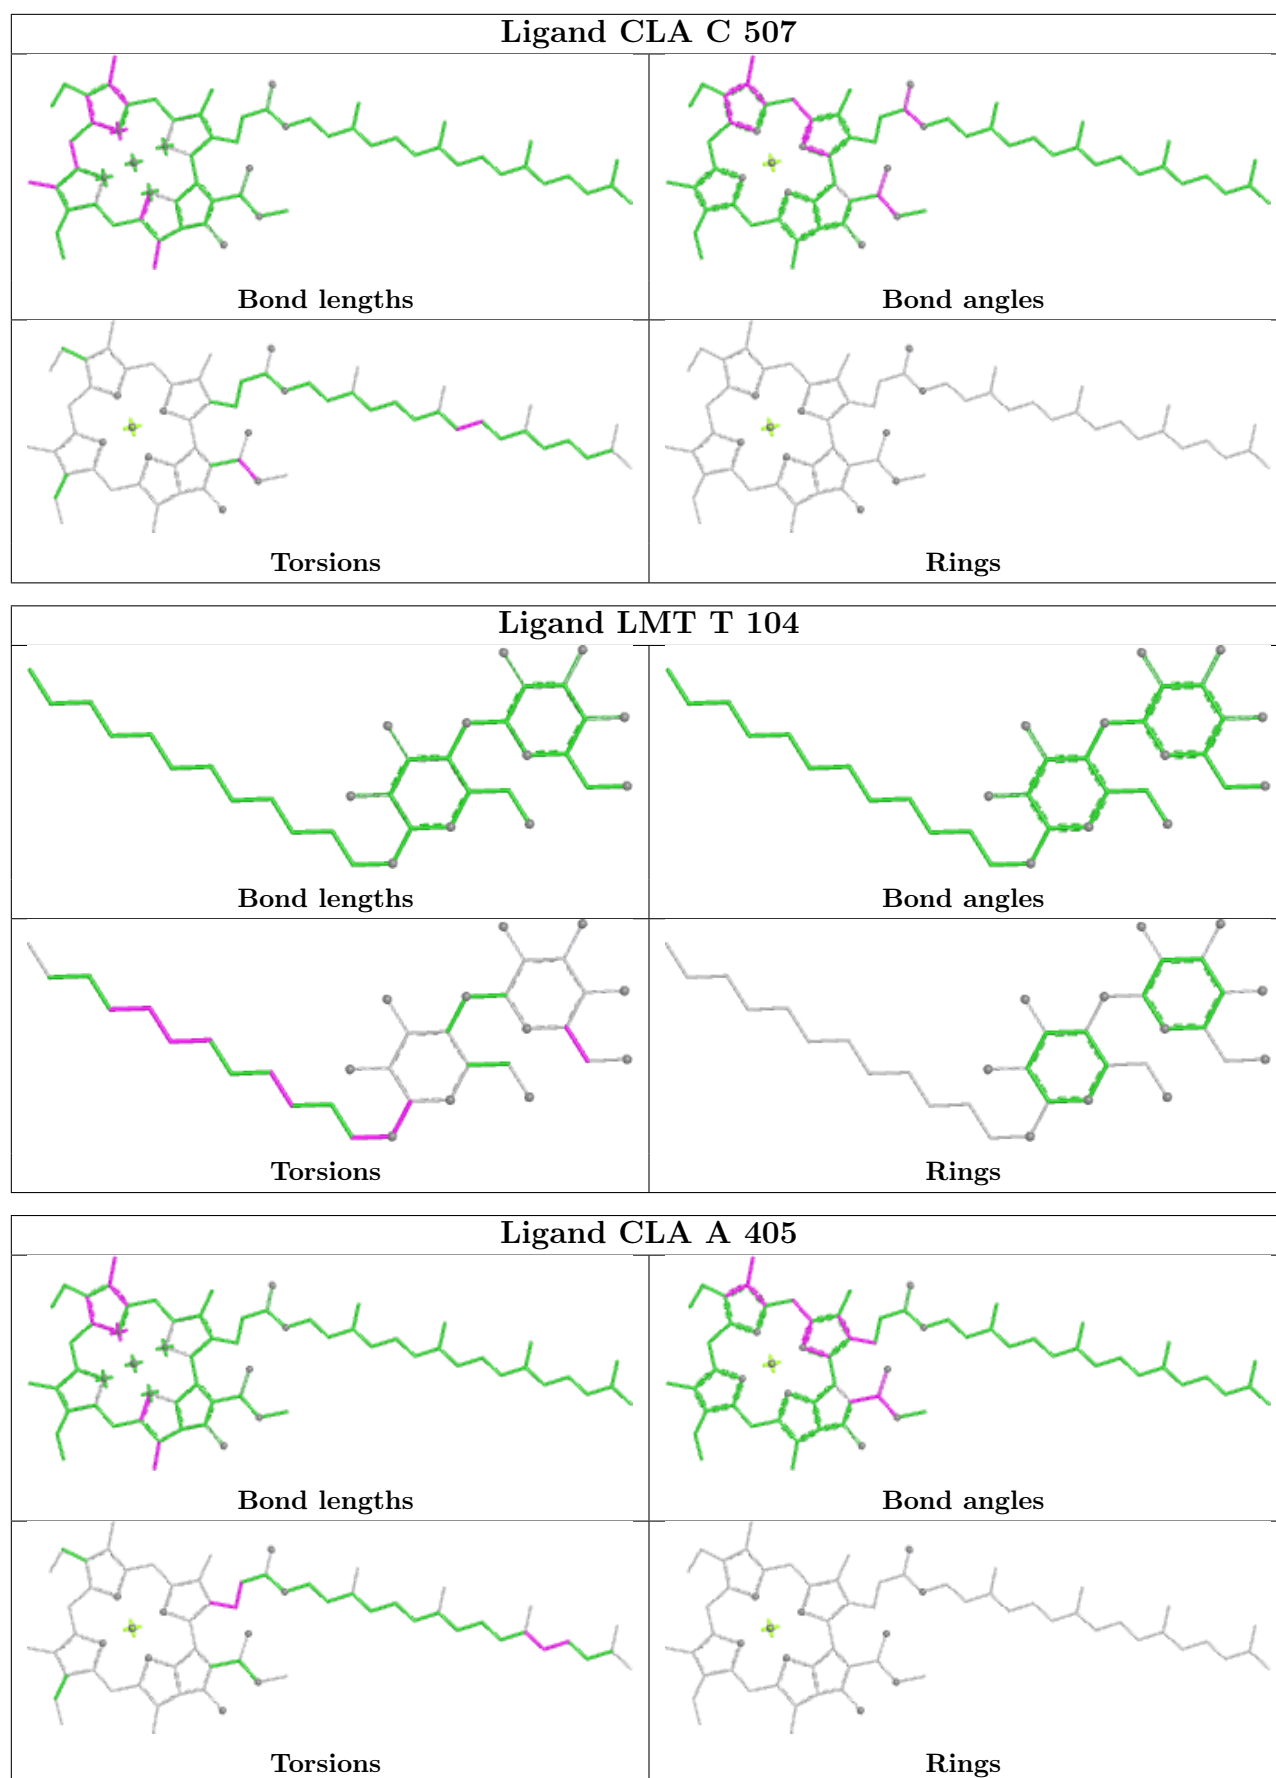 Ligand CLA C 507
Bond lengths
Bond angles
Torsions
Rings
Ligand LMT T 104
Bond lengths
Bond angles
Torsions
Rings
Ligand CLA A 405
Bond lengths
Bond angles
Torsions
Rings